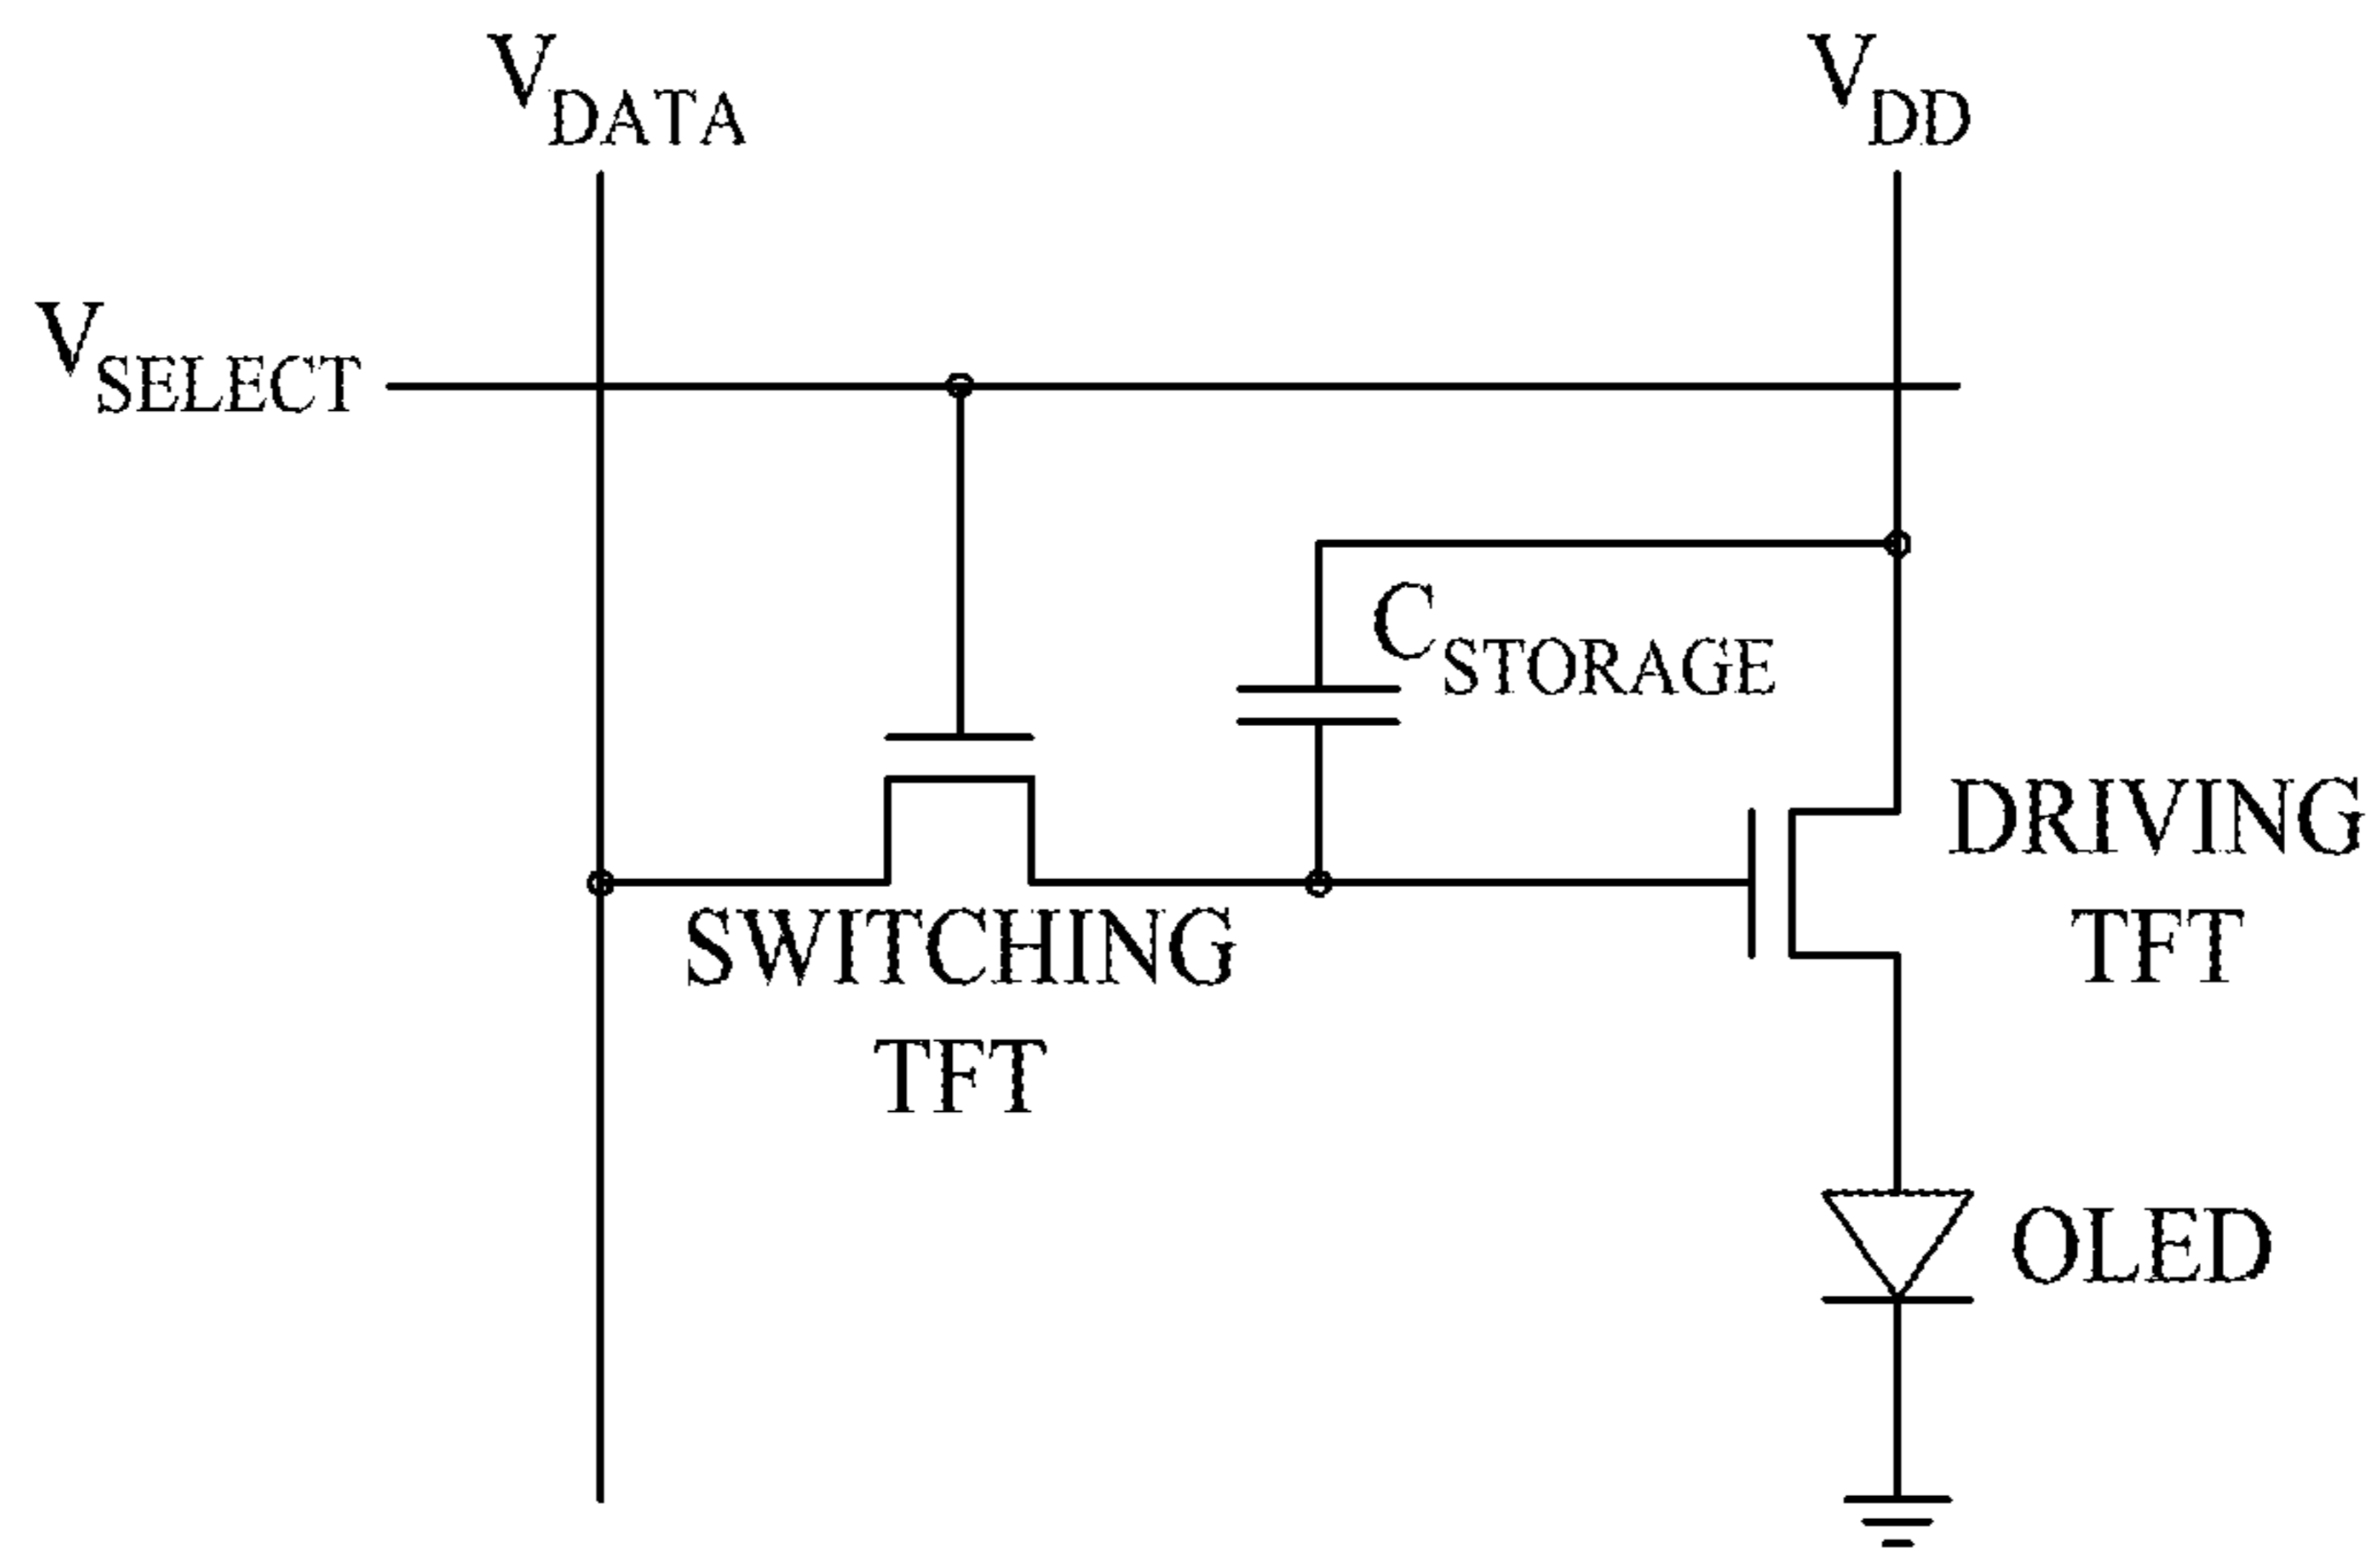 VDATA
VDD
VSELECT
CSTORAGE
DRIVING
TFT
SWITCHING
TFT
OLED